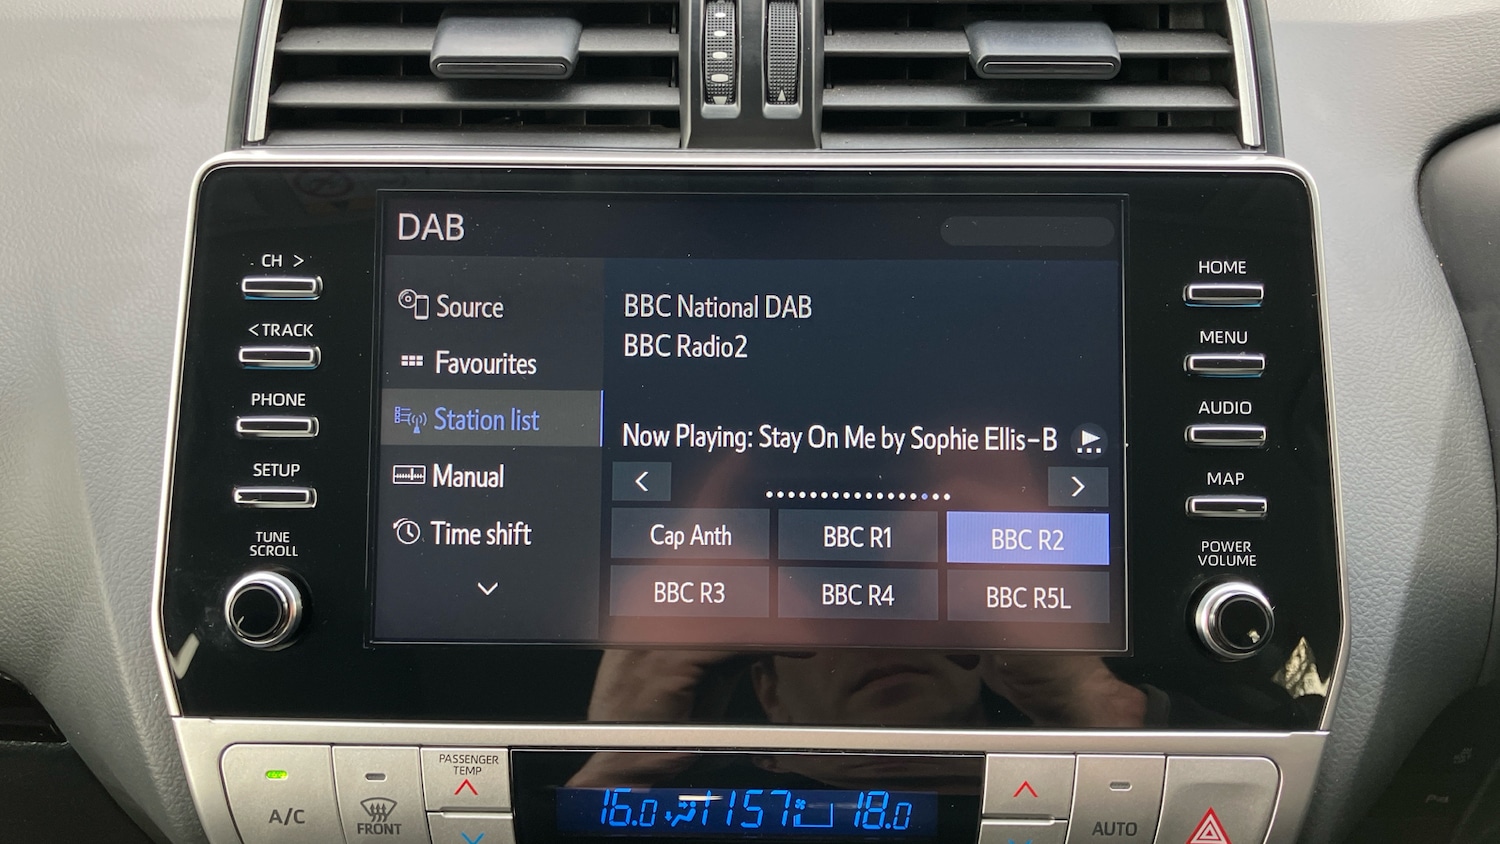 DAB
CH >
< TRACK
PHONE
SETUP
TUNE
SCROLL
Source
Favourites
Station list
Manual
Time shift
BBC National DAB
BBC Radio2
Now Playing: Stay On Me by Sophie Ellis-B
Cap Anth
BBC R1
BBC R2
BBC R3
BBC R4
BBC R5L
HOME
MENU
AUDIO
MAP
POWER
VOLUME
A/C
FRONT
PASSENGER
TEMP
16.0
11 57
18.0
AUTO